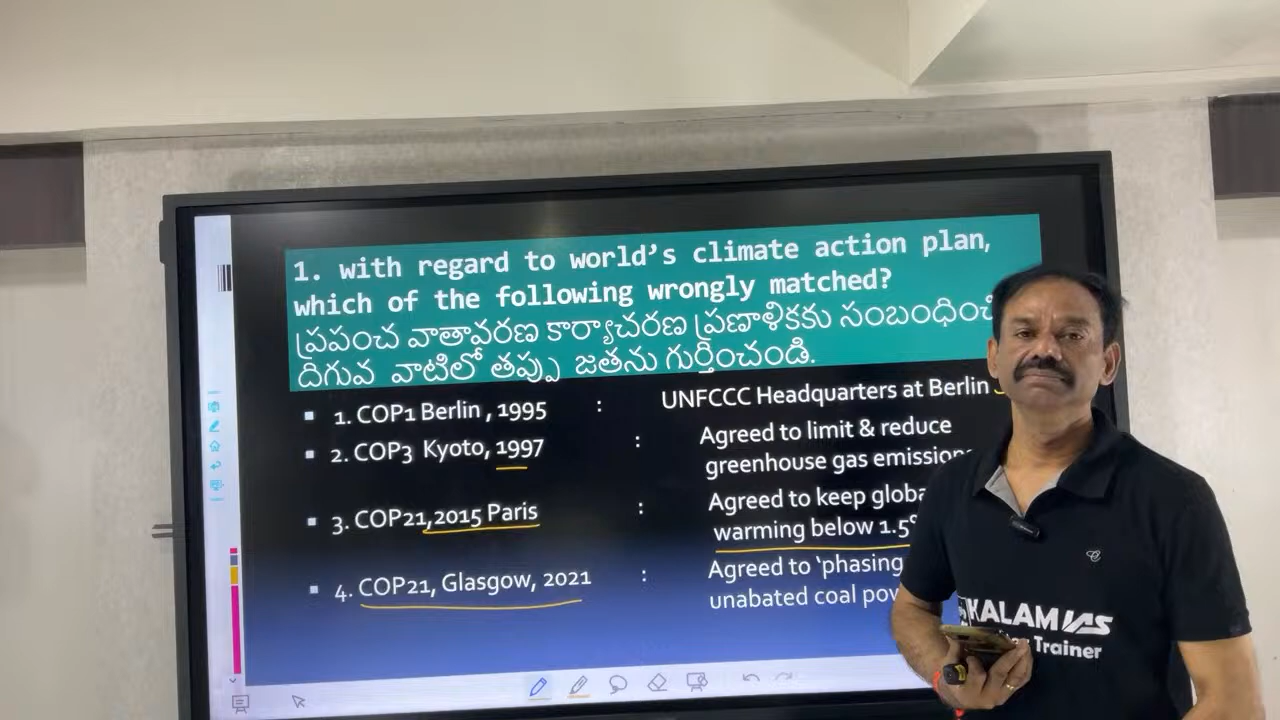 1. with regard to world's climate action plan,
which of the following wrongly matched?
ప్రపంచ వాతావరణ కార్యాచరణ ప్రణాళికకు
దిగువ వాటిలో తప్పు జతను గుర్తించండి.
1. COP1 Berlin , 1995 : UNFCCC Headquarters at Berlin
2. COP3 Kyoto, 1997 : Agreed to limit & reduce
greenhouse gas
3. COP21,2015 Paris : Agreed to keep
warming below 1.5°
4. COP21, Glasgow, 2021 : Agreed to 'phasing
unabated coal
KALAM IAS
Trainer